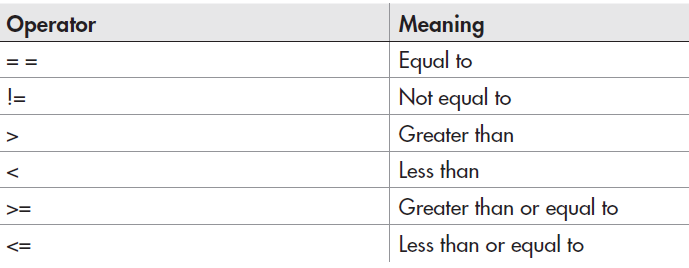 Operator Meaning
= = Equal to
!= Not equal to
> Greater than
< Less than
>= Greater than or equal to
<= Less than or equal to